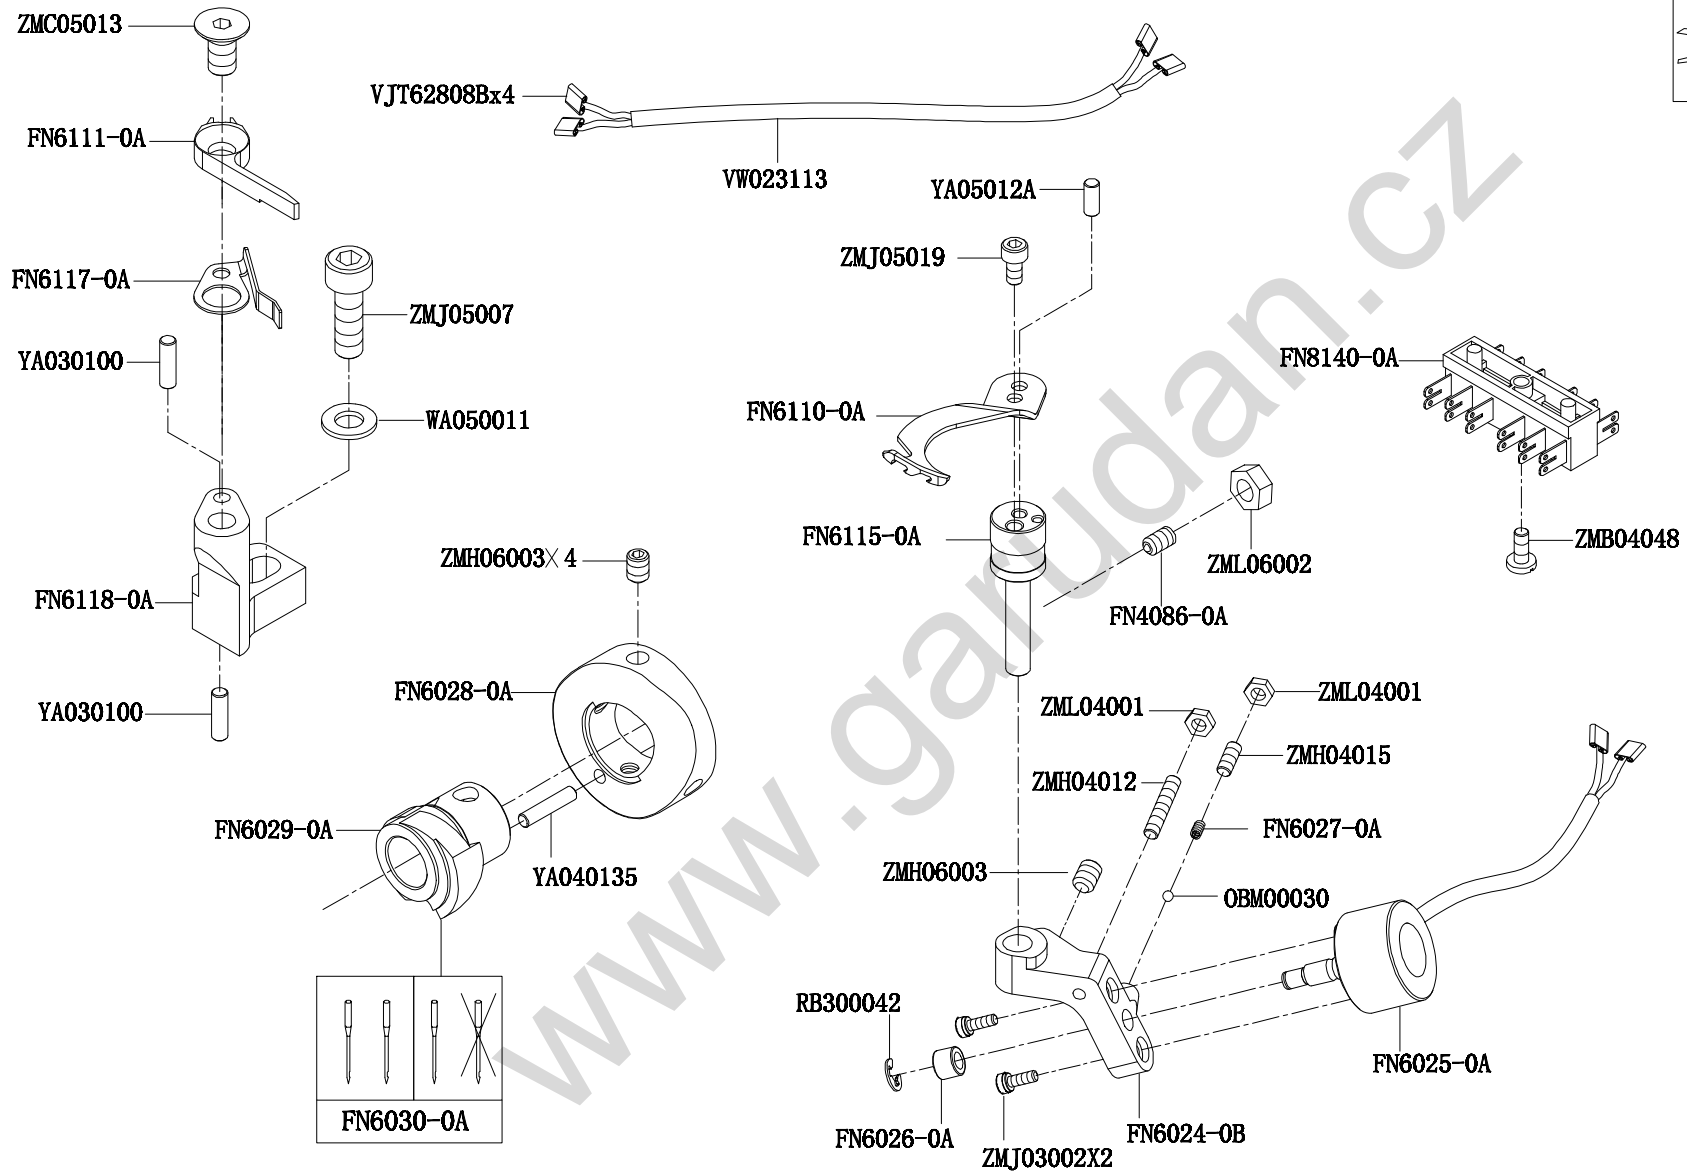 ZMC05013
VJT62808Bx4
FN6111-0A
VW023113
YA05012A
ZMJ05019
FN6117-0A
ZMJ05007
YA030100
FN8140-0A
WA050011
FN6110-0A
FN6115-0A
ZMB04048
ZMH06003X4
ZML06002
FN6118-0A
FN4086-0A
FN6028-0A
ZML04001
YA030100
ZML04001
ZMH04015
ZMH04012
FN6029-0A
FN6027-0A
YA040135
ZMH06003
OBM00030
RB300042
FN6025-0A
FN6030-0A
FN6026-0A
FN6024-0B
ZMJ03002X2
www.garudan.cz